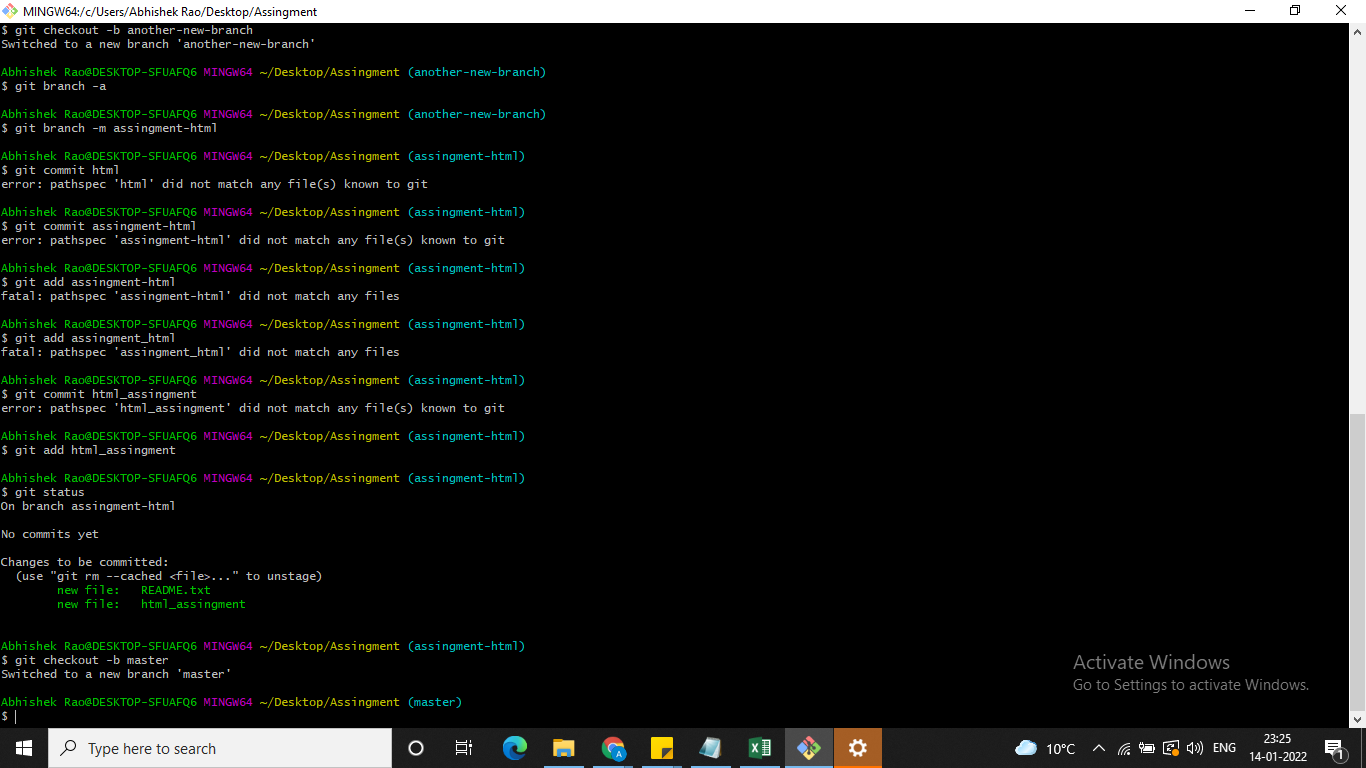 MINGW64:/c/Users/Abhishek Rao/Desktop/Assingment
$ git checkout -b another-new-branch
Switched to a new branch 'another-new-branch'
Abhishek Rao@DESKTOP-SFUAFQ6 MINGW64 ~/Desktop/Assingment (another-new-branch)
$ git branch -a
Abhishek Rao@DESKTOP-SFUAFQ6 MINGW64 ~/Desktop/Assingment (another-new-branch)
$ git branch -m assingment-html
Abhishek Rao@DESKTOP-SFUAFQ6 MINGW64 ~/Desktop/Assingment (assingment-html)
$ git commit html
error: pathspec 'html' did not match any file(s) known to git
Abhishek Rao@DESKTOP-SFUAFQ6 MINGW64 ~/Desktop/Assingment (assingment-html)
$ git commit assingment-html
error: pathspec 'assingment-html' did not match any file(s) known to git
Abhishek Rao@DESKTOP-SFUAFQ6 MINGW64 ~/Desktop/Assingment (assingment-html)
$ git add assingment-html
fatal: pathspec 'assingment-html' did not match any files
Abhishek Rao@DESKTOP-SFUAFQ6 MINGW64 ~/Desktop/Assingment (assingment-html)
$ git add assingment_html
fatal: pathspec 'assingment_html' did not match any files
Abhishek Rao@DESKTOP-SFUAFQ6 MINGW64 ~/Desktop/Assingment (assingment-html)
$ git commit html_assingment
error: pathspec 'html_assingment' did not match any file(s) known to git
Abhishek Rao@DESKTOP-SFUAFQ6 MINGW64 ~/Desktop/Assingment (assingment-html)
$ git add html_assingment
Abhishek Rao@DESKTOP-SFUAFQ6 MINGW64 ~/Desktop/Assingment (assingment-html)
$ git status
On branch assingment-html
No commits yet
Changes to be committed:
(use "git rm --cached <file>..." to unstage)
new file: README.txt
new file: html_assingment
Abhishek Rao@DESKTOP-SFUAFQ6 MINGW64 ~/Desktop/Assingment (assingment-html)
$ git checkout -b master
Switched to a new branch 'master'
Abhishek Rao@DESKTOP-SFUAFQ6 MINGW64 ~/Desktop/Assingment (master)
$
Activate Windows
Go to Settings to activate Windows.
Type here to search
A
10°C
ENG
23:25
14-01-2022
1